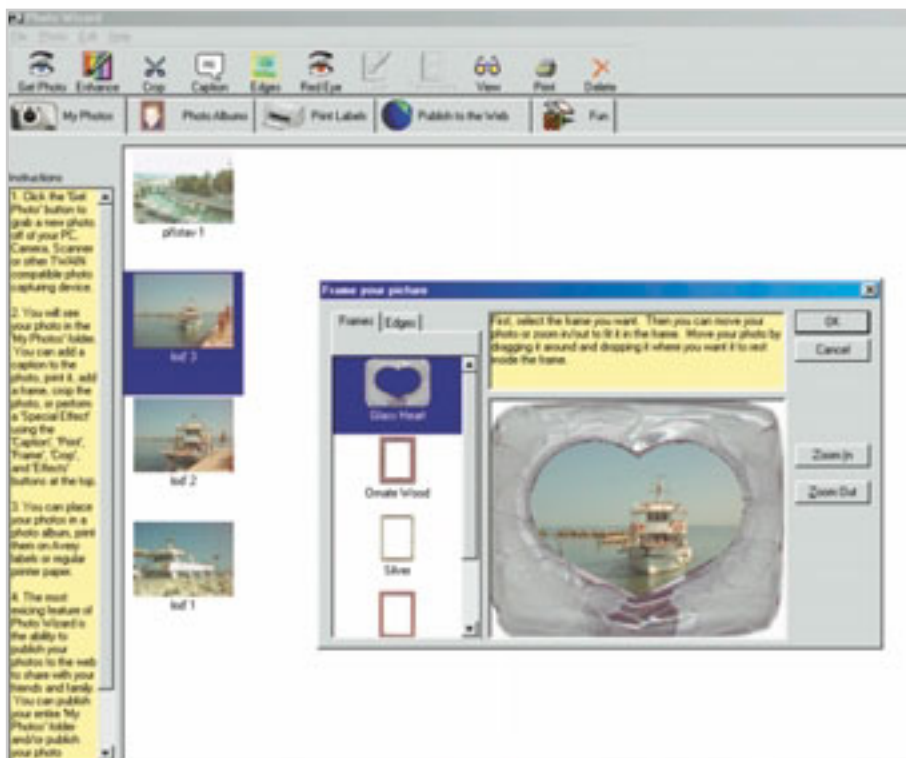 Photo Wizard
File Photo Edit Help
Get Photo Enhance Crop Caption Edges Red Eye View Print Delete
My Photos Photo Albums Print Labels Publish to the Web Fun
Instructions
1. Click the 'Get
Photo' button to
grab a new photo
off of your PC,
Camera, Scanner
or other TWAIN
compatible photo
capturing device.
2. You will see
your photo in the
'My Photos' folder.
You can add a
caption to the
photo, print it, add
a frame, crop the
photo, or perform
a 'Special Effect'
using the
'Caption', 'Print',
'Frame', 'Crop',
and 'Effects'
buttons at the top.
3. You can place
your photos in a
photo album, print
them on Avery
labels or regular
printer paper.
4. The most
exicing feature of
Photo Wizard is
the ability to
publish your
photos to the web
to share with your
friends and family.
You can publish
your entire 'My
Photos' folder
and/or publish
your photo
Frame your picture
Frames Edges
First, select the frame you want. Then you can move your
photo or zoom in/out to fit it in the frame. Move your photo by
dragging it around and dropping it where you want it to rest
inside the frame.
OK
Cancel
Glass Heart
Ornate Wood
Silver
Zoom In
Zoom Out